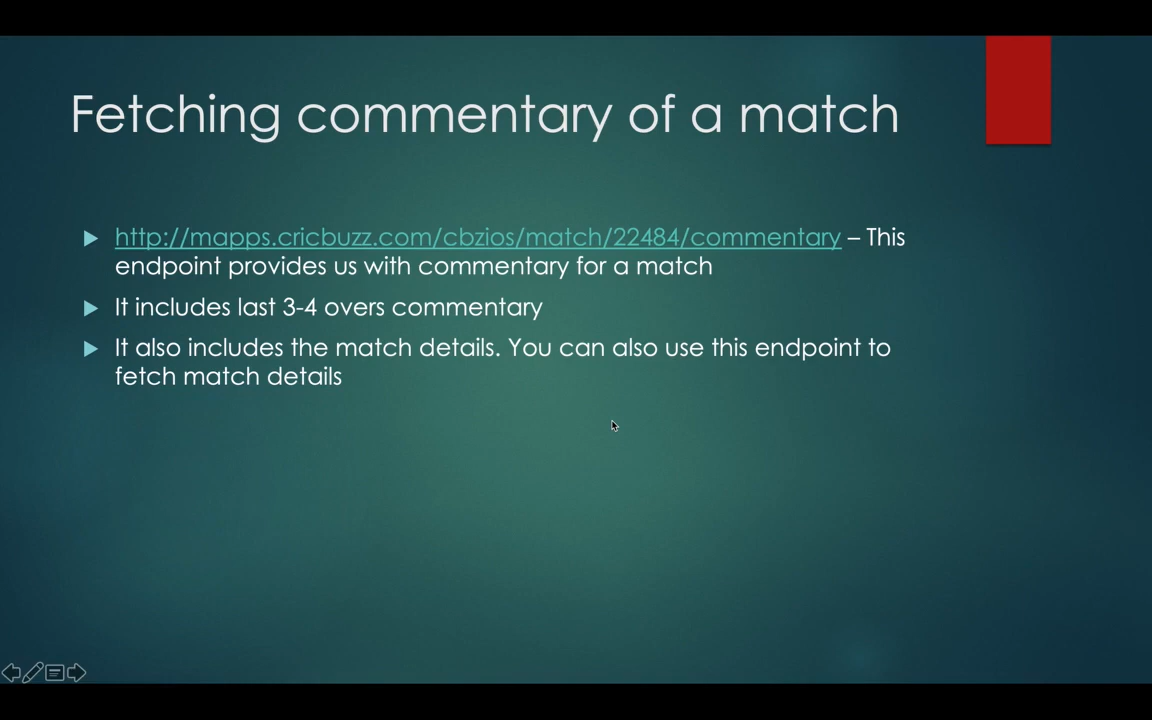 Fetching commentary of a match
http://mapps.cricbuzz.com/cbzios/match/22484/commentary – This
endpoint provides us with commentary for a match
It includes last 3-4 overs commentary
It also includes the match details. You can also use this endpoint to
fetch match details